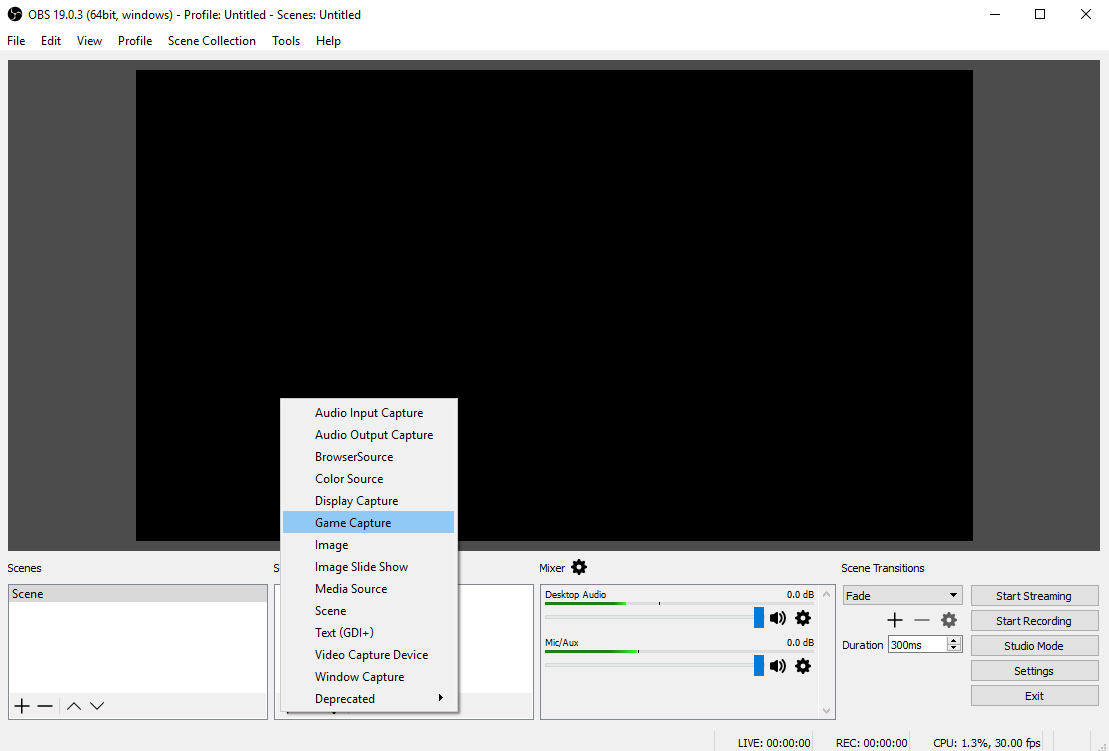 OBS 19.0.3 (64bit, windows) - Profile: Untitled - Scenes: Untitled
File Edit View Profile Scene Collection Tools Help
Audio Input Capture
Audio Output Capture
BrowserSource
Color Source
Display Capture
Game Capture
Image
Image Slide Show
Media Source
Scene
Text (GDI+)
Video Capture Device
Window Capture
Deprecated
Scenes
Scene
Mixer
Desktop Audio 0.0 dB
Mic/Aux 0.0 dB
Scene Transitions
Fade
Duration 300ms
Start Streaming
Start Recording
Studio Mode
Settings
Exit
LIVE: 00:00:00 REC: 00:00:00 CPU: 1.3%, 30.00 fps